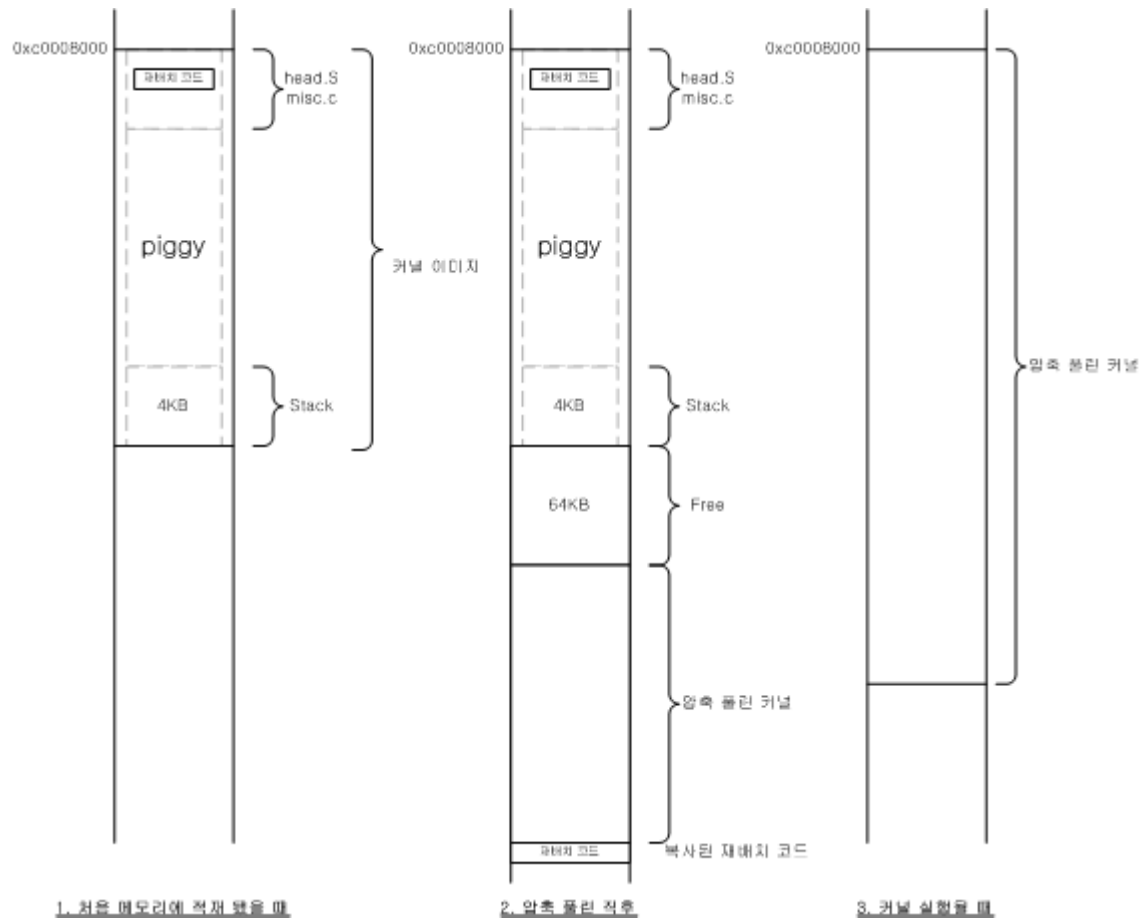 0xc0008000
재배치 코드
head.S
misc.c
piggy
커널 이미지
4KB
Stack
1. 처음 메모리에 적재 됐을 때
0xc0008000
재배치 코드
head.S
misc.c
piggy
4KB
Stack
64KB
Free
압축 풀린 커널
재배치 코드
복사된 재배치 코드
2. 압축 풀린 직후
0xc0008000
압축 풀린 커널
3. 커널 실행될 때